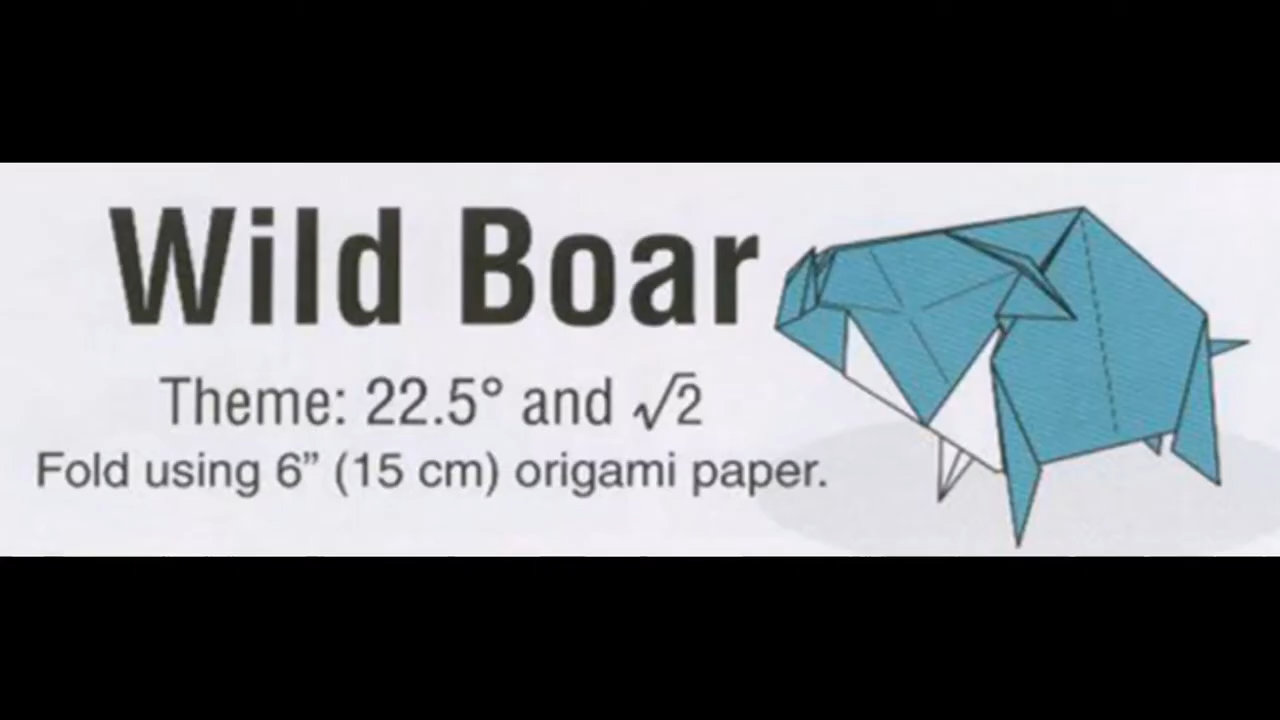 Wild Boar
Theme: 22.5° and √2
Fold using 6” (15 cm) origami paper.